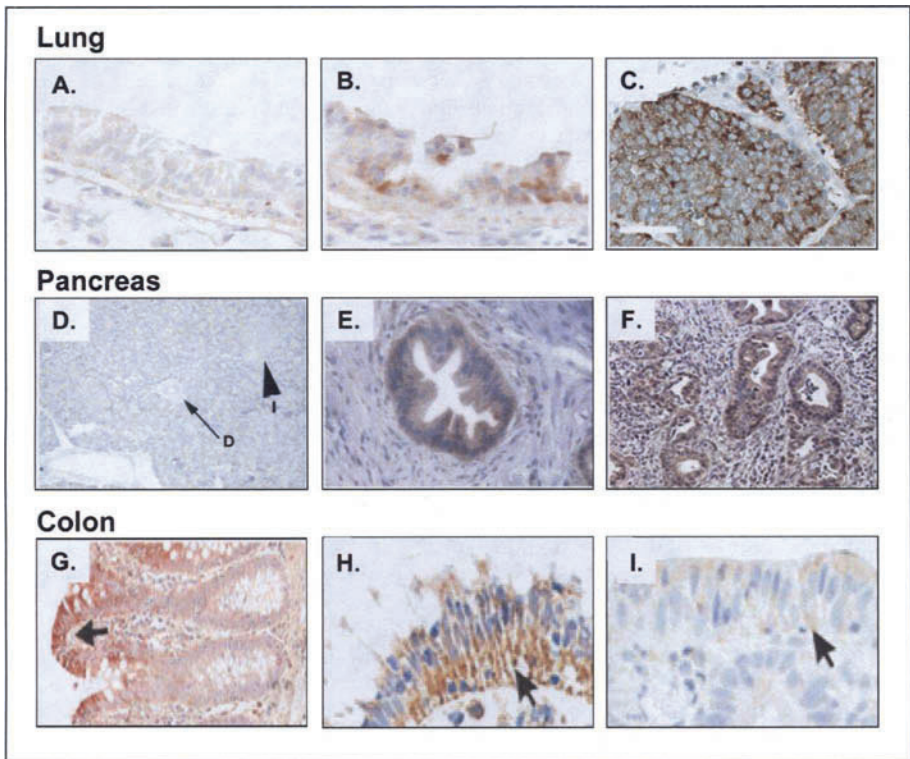 Lung
A. B. C.
Pancreas
D. E. F.
I
D
Colon
G. H. I.